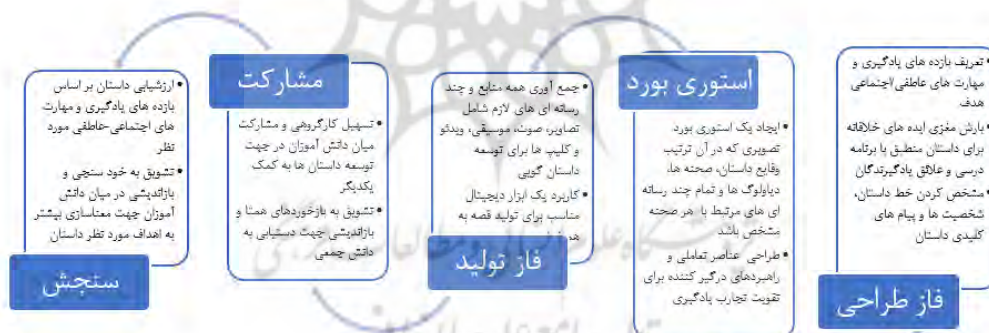 • تعریف بازده های یادگیری و
مهارت های عاطفی/اجتماعی
هدف
• بارش مغزی ایده های خلاقانه
برای داستان منطبق با برنامه
درسی و علائق یادگیرندگان
• مشخص کردن خط داستان،
شخصیت ها و پیام های
کلیدی داستان
فاز طراحی
استوری بورد
• ایجاد یک استوری بورد
تصویری که در آن ترتیب
وقایع داستان، صحنه ها،
دیاولوگ ها و تمام چند رسانه
ای های مرتبط با هر صحنه
مشخص باشد
• طراحی عناصر تعاملی و
راهبردهای درگیر کننده برای
تقویت تجارب یادگیری
• جمع آوری همه منابع و چند
رسانه ای های لازم شامل
تصاویر، صوت، موسیقی، ویدئو
و کلیپ ها برای توسعه
داستان گویی
• کاربرد یک ابزار دیجیتال
مناسب برای تولید قصه به
فاز تولید
مشارکت
• تسهیل کارگروهی و مشارکت
میان دانش آموزان در جهت
توسعه داستان ها به کمک
یکدیگر
• تشویق به بازخوردهای همتا و
بازاندیشی جهت دستیابی به
دانش جمعی
• ارزشیابی داستان بر اساس
بازده های یادگیری و مهارت
های اجتماعی-عاطفی مورد
نظر
• تشویق به خود سنجی و
بازاندیشی در میان دانش
آموزان جهت معناسازی بیشتر
به اهداف مورد نظر داستان
سنجش